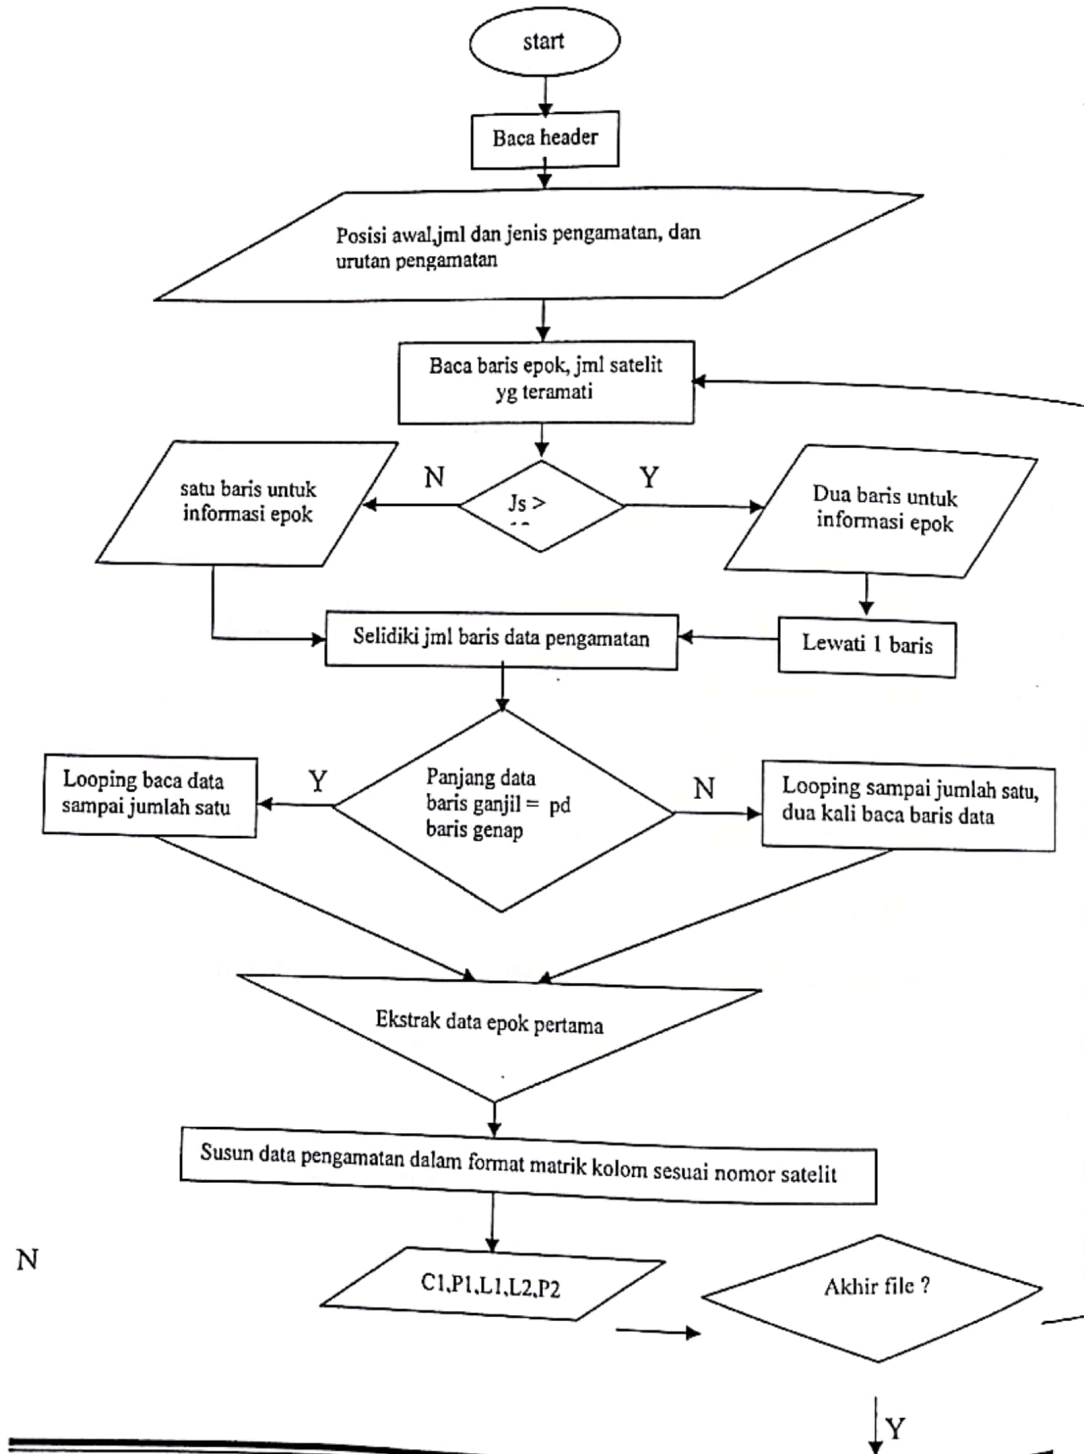 start
Baca header
Posisi awal,jml dan jenis pengamatan, dan
urutan pengamatan
Baca baris epok, jml satelit
yg teramati
N
Y
satu baris untuk
informasi epok
Js >
Dua baris untuk
informasi epok
Selidiki jml baris data pengamatan
Lewati 1 baris
Looping baca data
sampai jumlah satu
Y
Panjang data
baris ganjil = pd
baris genap
N
Looping sampai jumlah satu,
dua kali baca baris data
Ekstrak data epok pertama
Susun data pengamatan dalam format matrik kolom sesuai nomor satelit
N
C1,P1,L1,L2,P2
Akhir file ?
Y